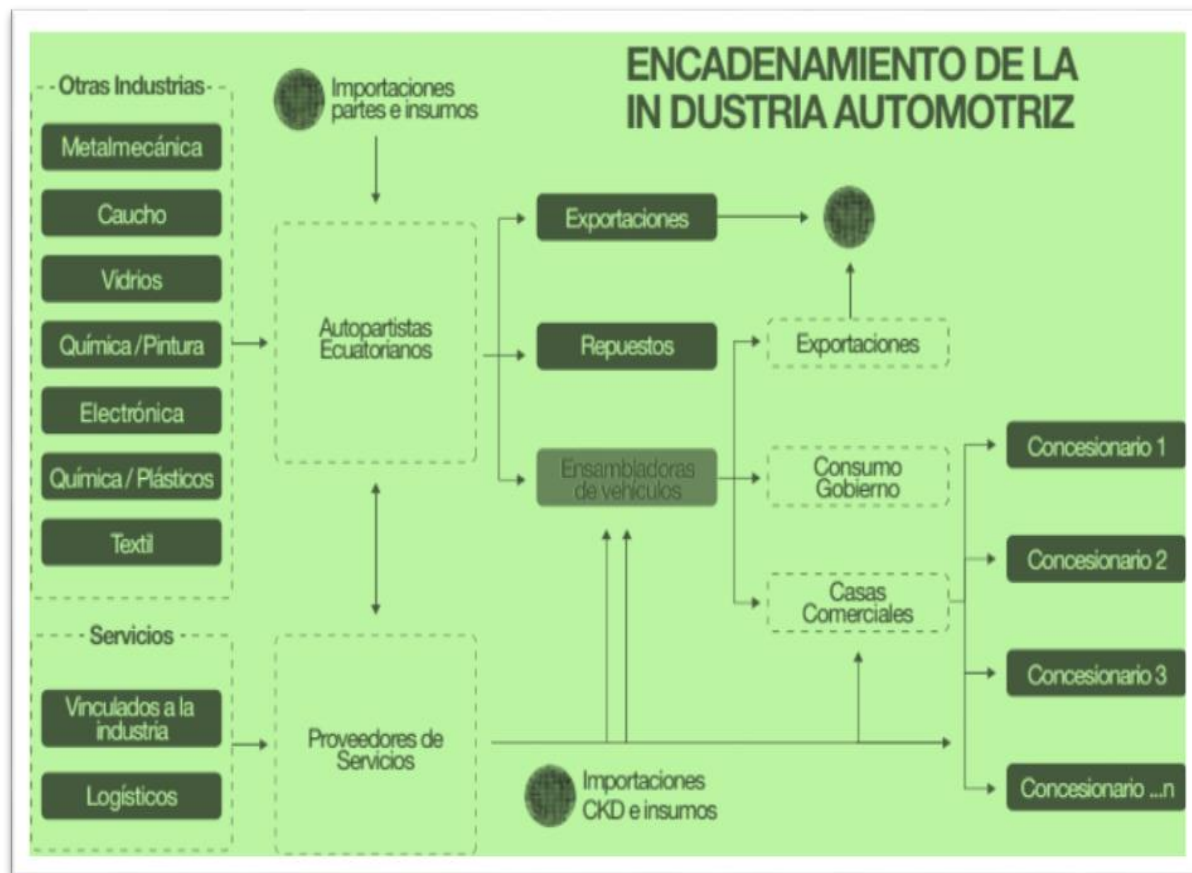 ENCADENAMIENTO DE LA
IN DUSTRIA AUTOMOTRIZ
Otras Industrias
Metalmecánica
Caucho
Vidrios
Química / Pintura
Electrónica
Química / Plásticos
Textil
Servicios
Vinculados a la
industria
Logísticos
Importaciones
partes e insumos
Autopartistas
Ecuatorianos
Proveedores de
Servicios
Exportaciones
Repuestos
Ensambladoras
de vehículos
Importaciones
CKD e insumos
Exportaciones
Consumo
Gobierno
Casas
Comerciales
Concesionario 1
Concesionario 2
Concesionario 3
Concesionario ...n